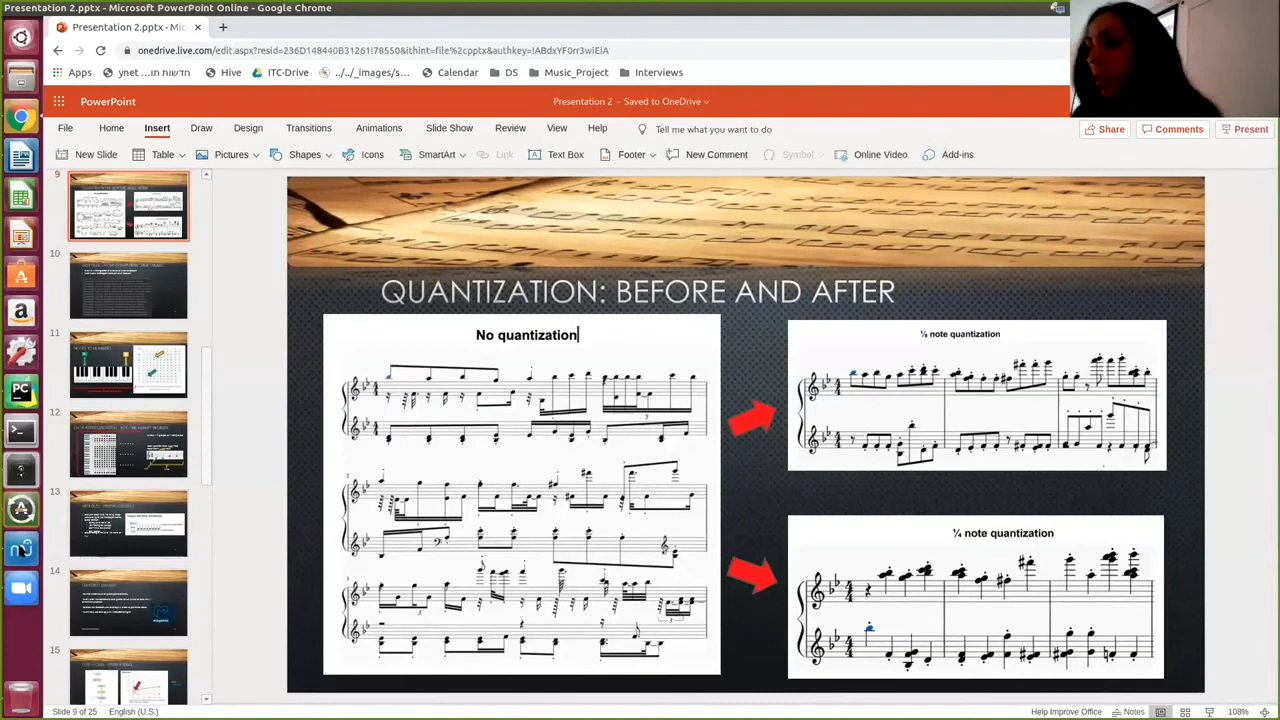 Presentation 2.pptx - Microsoft PowerPoint Online - Google Chrome
Presentation 2.pptx - Mic
onedrive.live.com/edit.aspx?resid=236D148440B31261!78550&ithint=file%2cpptx&authkey=!ABdxYF0rr3wiEiA
Apps
ynet
Hive
ITC-Drive
../../_images/s...
Calendar
DS
Music_Project
Interviews
PowerPoint
Presentation 2 - Saved to OneDrive
File Home Insert Draw Design Transitions Animations Slide Show Review View Help Tell me what you want to do
Share Comments Present
New Slide Table Pictures Shapes Icons SmartArt Link Text Box Footer New Comment Symbol Online Video Add-ins
9
10
11
12
13
14
15
QUANTIZATION: BEFORE AND AFTER
No quantization
⅛ note quantization
¼ note quantization
Slide 9 of 25 English (U.S.)
Help Improve Office Notes 108%